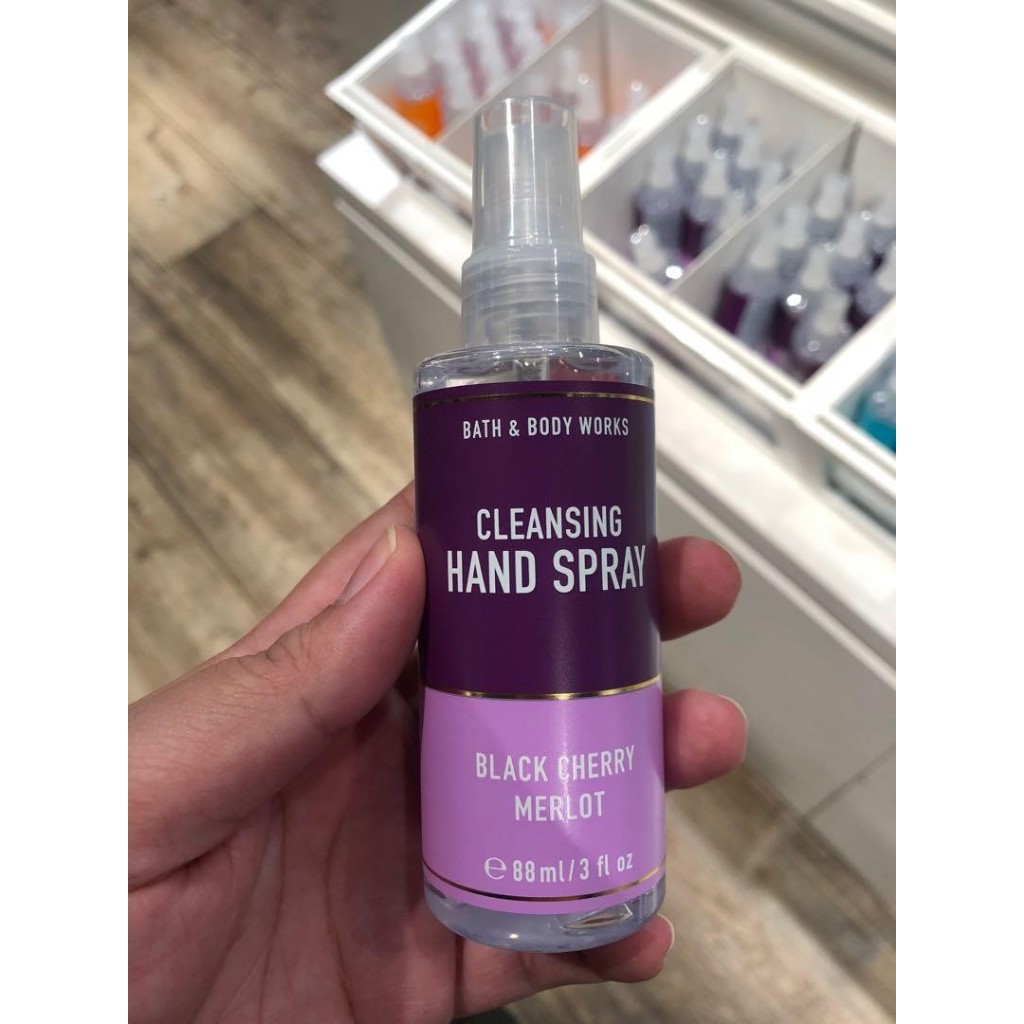 BATH & BODY WORKS
CLEANSING
HAND SPRAY
BLACK CHERRY
MERLOT
℮ 88 ml/3 fl oz